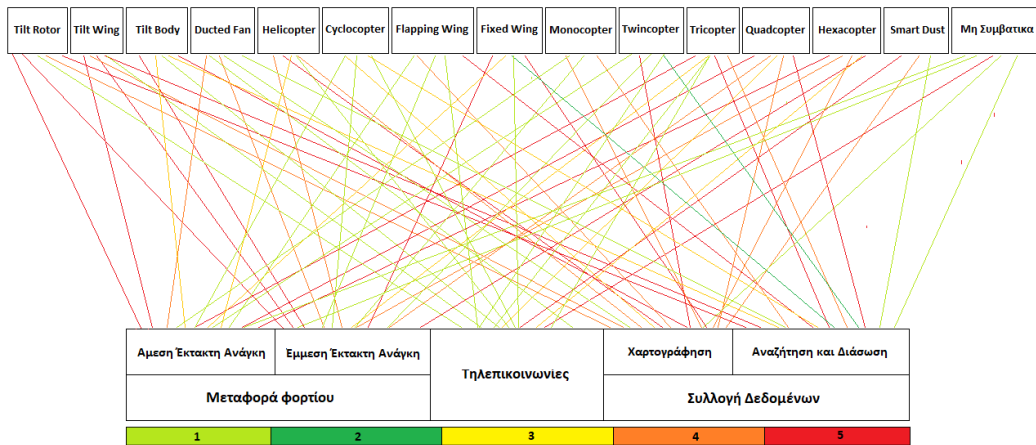 Tilt Rotor Tilt Wing Tilt Body Ducted Fan Helicopter Cyclocopter Flapping Wing Fixed Wing Monocopter Twincopter Tricopter Quadcopter Hexacopter Smart Dust Μη Συμβατικα
Αμεση Έκτακτη Ανάγκη Έμμεση Έκτακτη Ανάγκη Τηλεπικοινωνίες Χαρτογράφηση Αναζήτηση και Διάσωση
Μεταφορά φορτίου Συλλογή Δεδομένων
1 2 3 4 5